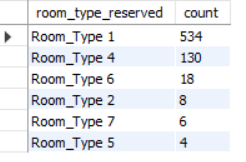 room_type_reserved count
Room_Type 1 534
Room_Type 4 130
Room_Type 6 18
Room_Type 2 8
Room_Type 7 6
Room_Type 5 4